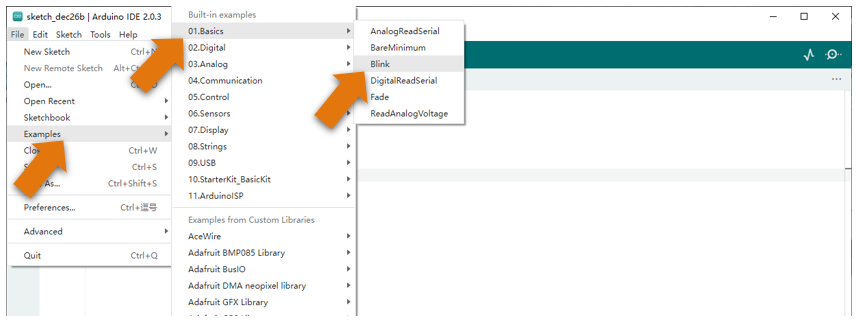 sketch_dec26b | Arduino IDE 2.0.3
File Edit Sketch Tools Help
New Sketch
New Remote Sketch Alt+Ct
Open...
Open Recent
Sketchbook
Examples
Ctrl+W
Ctrl+S
As... Ctrl+Shift+S
Preferences... Ctrl+逗号
Advanced
Quit Ctrl+Q
Built-in examples
01.Basics
02.Digital
03.Analog
04.Communication
05.Control
06.Sensors
07.Display
08.Strings
09.USB
10.StarterKit_BasicKit
11.ArduinoISP
Examples from Custom Libraries
AceWire
Adafruit BMP085 Library
Adafruit BusIO
Adafruit DMA neopixel library
Adafruit GFX Library
AnalogReadSerial
BareMinimum
Blink
DigitalReadSerial
Fade
ReadAnalogVoltage